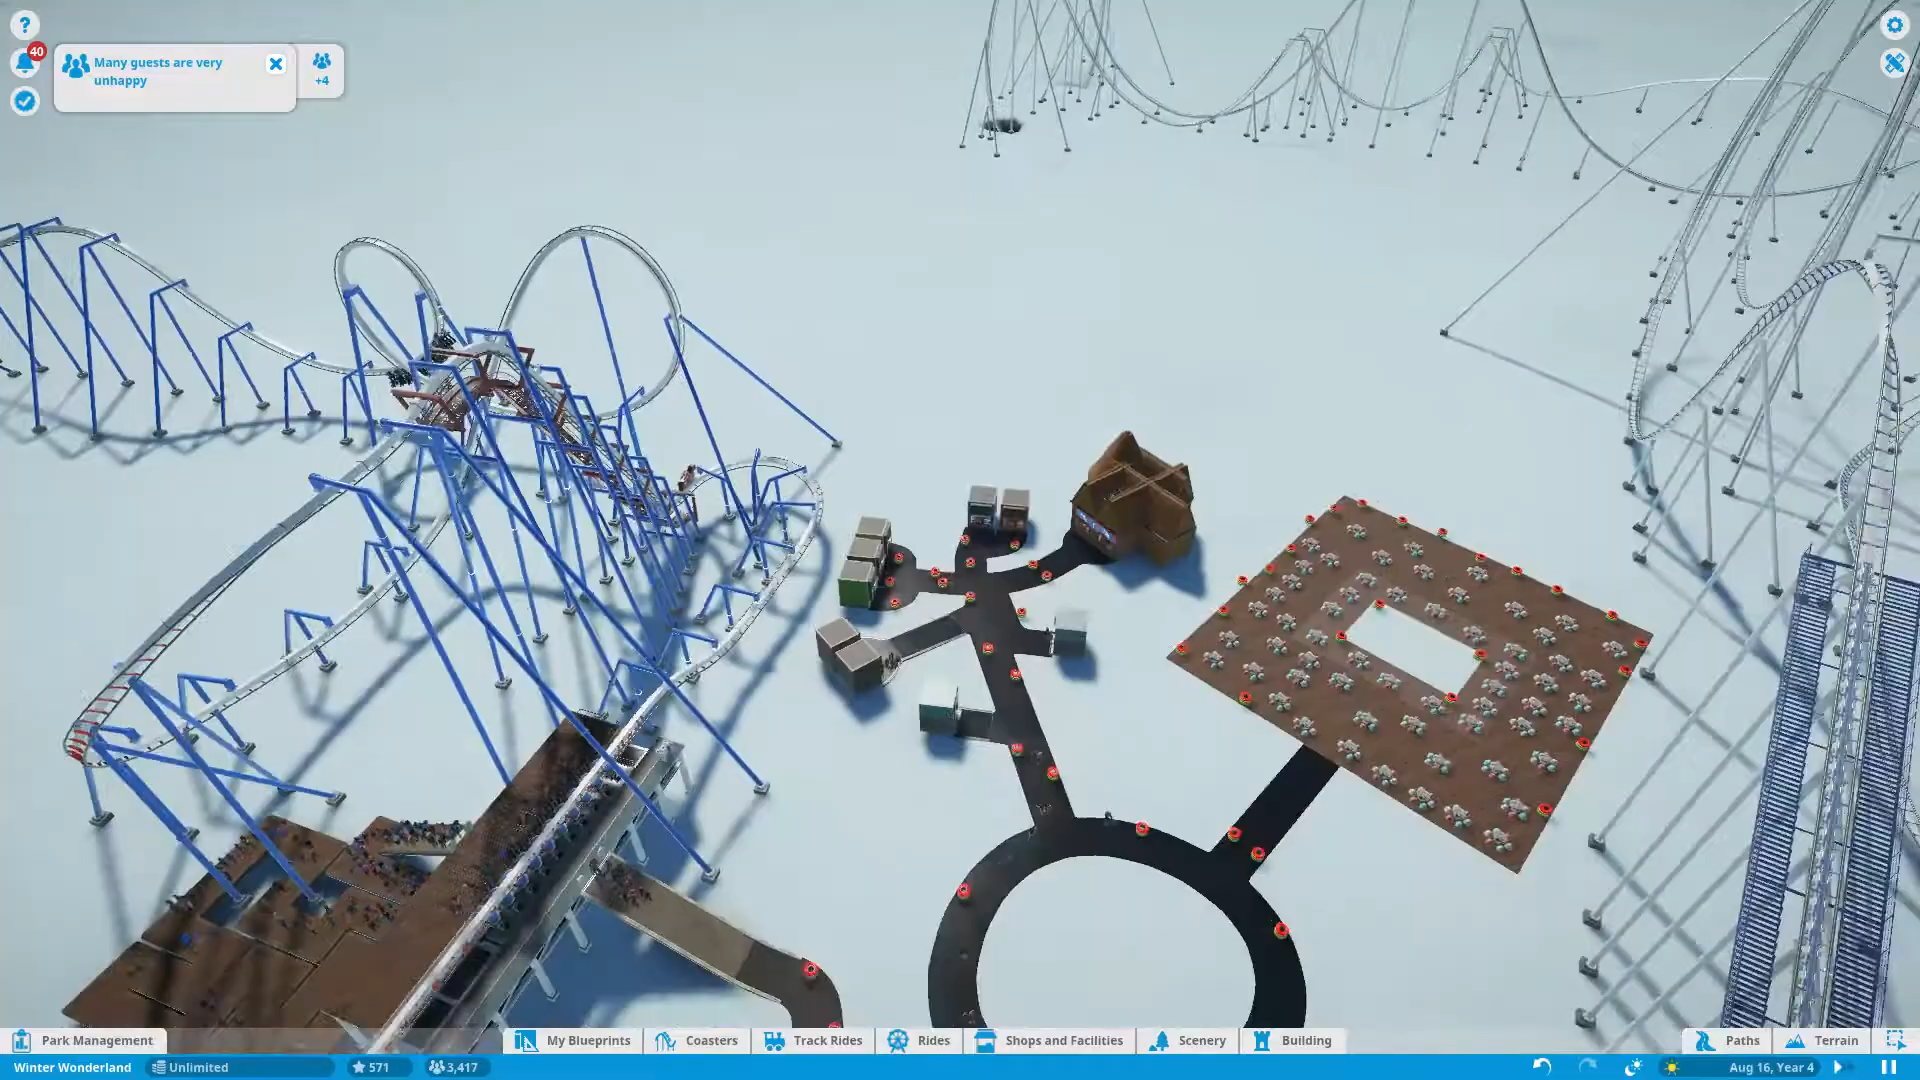 ?
40
Many guests are very
unhappy
+4
Park Management
My Blueprints
Coasters
Track Rides
Rides
Shops and Facilities
Scenery
Building
Paths
Terrain
Winter Wonderland
Unlimited
571
3,417
Aug 16, Year 4